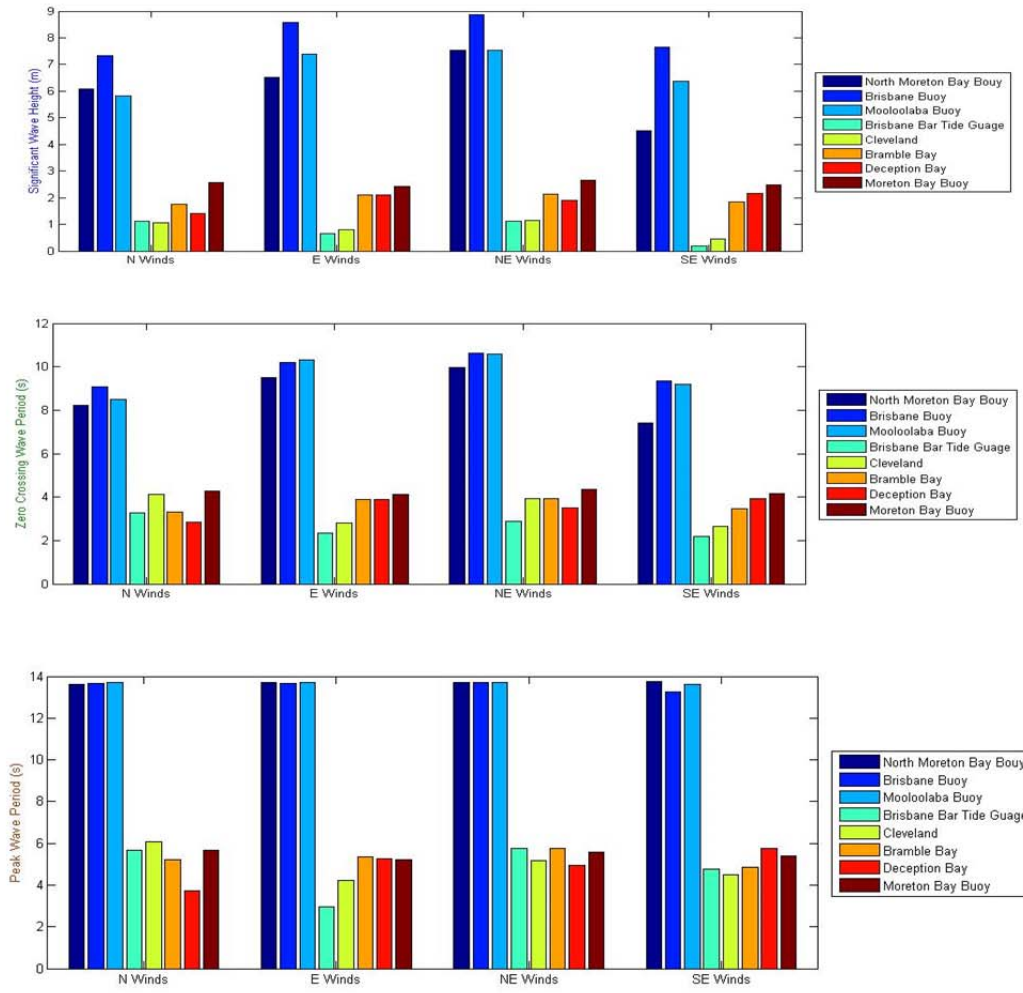 9
8
7
6
5
4
3
2
1
0
Significant Wave Height (m)
N Winds
E Winds
NE Winds
SE Winds
North Moreton Bay Bouy
Brisbane Buoy
Mooloolaba Buoy
Brisbane Bar Tide Guage
Cleveland
Bramble Bay
Deception Bay
Moreton Bay Buoy
12
10
8
6
4
2
0
Zero Crossing Wave Period (s)
N Winds
E Winds
NE Winds
SE Winds
North Moreton Bay Bouy
Brisbane Buoy
Mooloolaba Buoy
Brisbane Bar Tide Guage
Cleveland
Bramble Bay
Deception Bay
Moreton Bay Buoy
14
12
10
8
6
4
2
0
Peak Wave Period (s)
N Winds
E Winds
NE Winds
SE Winds
North Moreton Bay Bouy
Brisbane Buoy
Mooloolaba Buoy
Brisbane Bar Tide Guage
Cleveland
Bramble Bay
Deception Bay
Moreton Bay Buoy